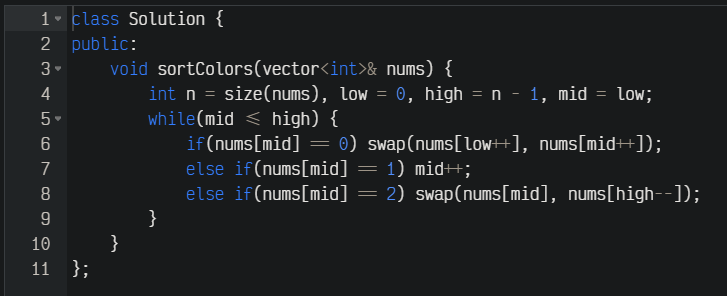 1 class Solution {
2 public:
3     void sortColors(vector<int>& nums) {
4         int n = size(nums), low = 0, high = n - 1, mid = low;
5         while(mid <= high) {
6             if(nums[mid] == 0) swap(nums[low++], nums[mid++]);
7             else if(nums[mid] == 1) mid++;
8             else if(nums[mid] == 2) swap(nums[mid], nums[high--]);
9         }
10     }
11 };